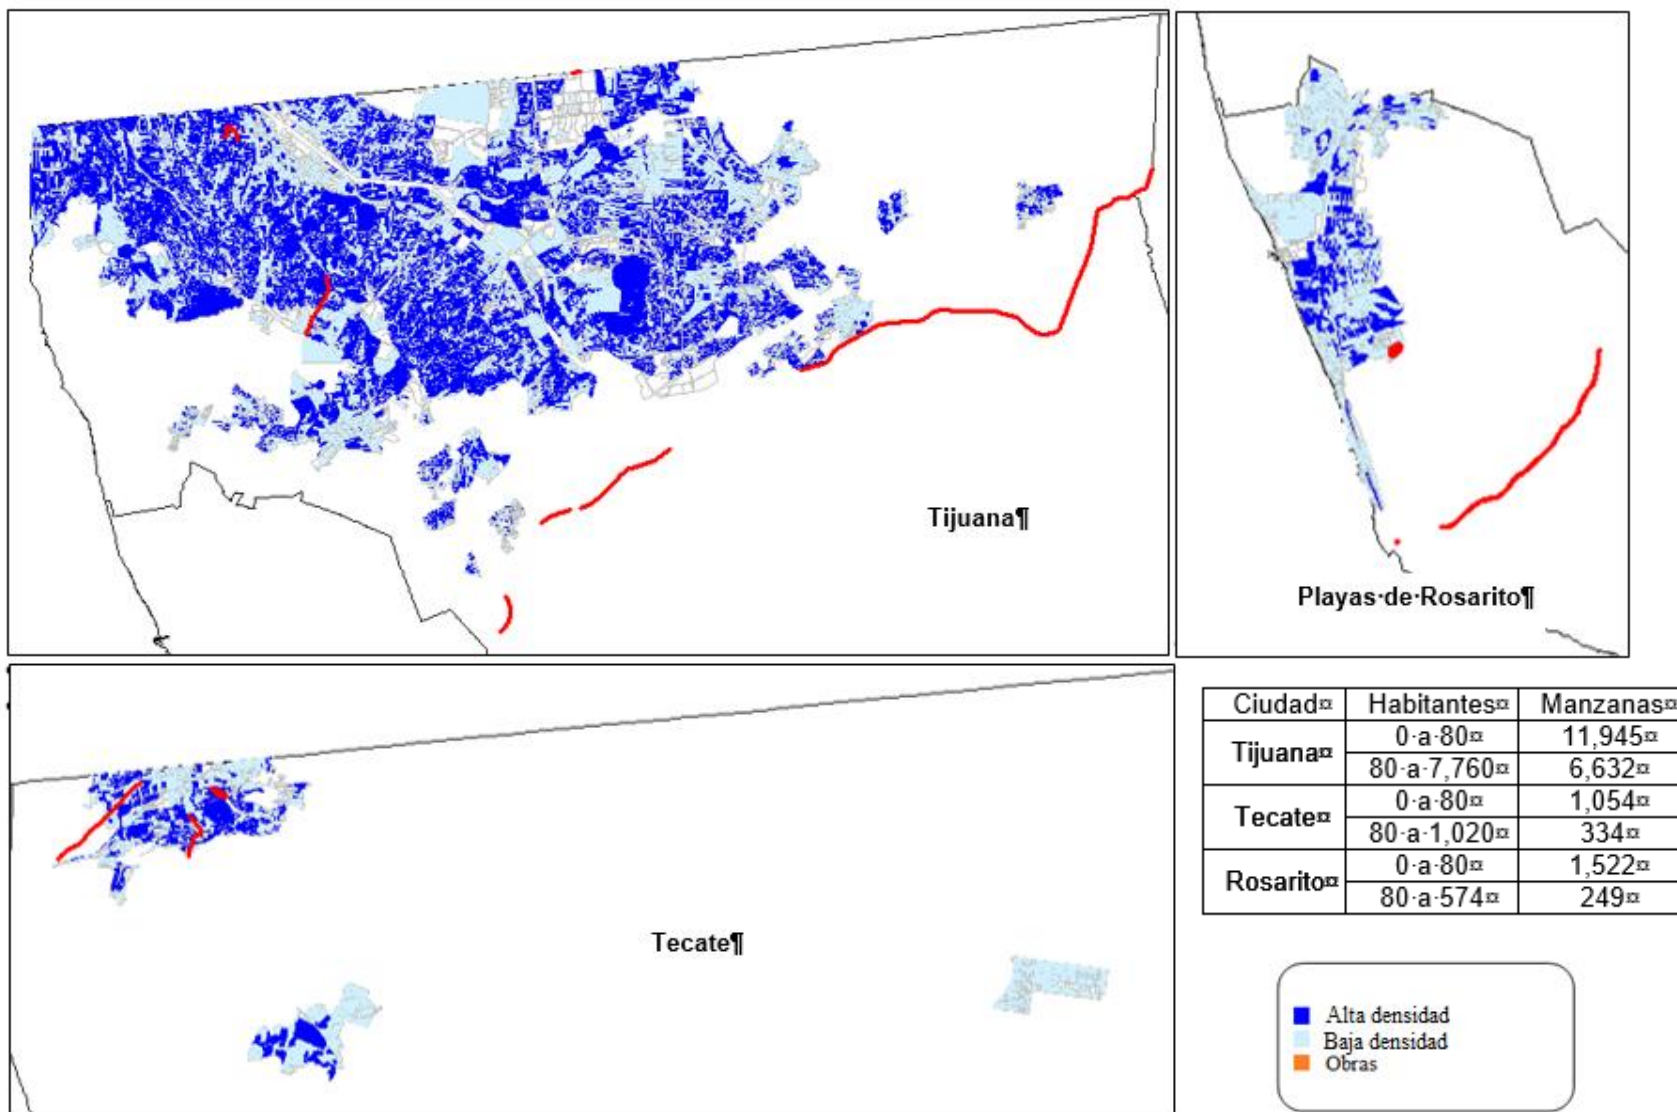 Tijuana¶
Playas·de·Rosarito¶
Tecate¶
Ciudad¤ Habitantes¤ Manzanas¤
Tijuana¤ 0·a·80¤ 11,945¤
80·a·7,760¤ 6,632¤
Tecate¤ 0·a·80¤ 1,054¤
80·a·1,020¤ 334¤
Rosarito¤ 0·a·80¤ 1,522¤
80·a·574¤ 249¤
Alta densidad
Baja densidad
Obras